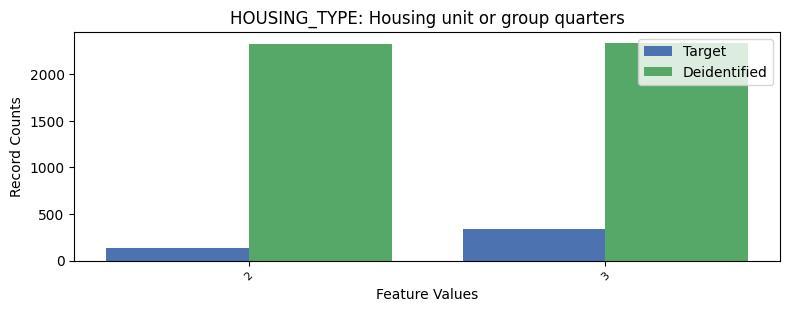 HOUSING_TYPE: Housing unit or group quarters
Target
Deidentified
Record Counts
2000
1500
1000
500
0
2
3
Feature Values